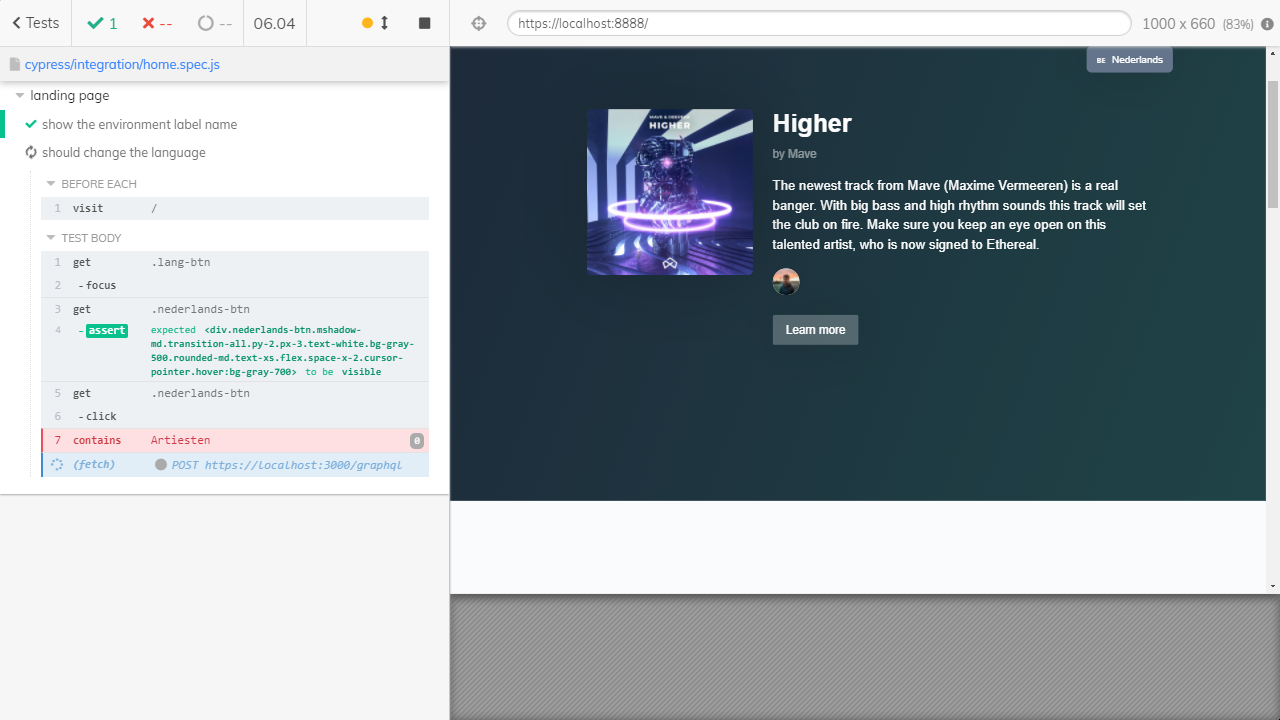 Tests
1
--
--
06.04
https://localhost:8888/
1000 x 660 (83%)
cypress/integration/home.spec.js
landing page
show the environment label name
should change the language
BEFORE EACH
1 visit /
TEST BODY
1 get .lang-btn
2 -focus
3 get .nederlands-btn
4 -assert expected <div.nederlands-btn.mshadow-
md.transition-all.py-2.px-3.text-white.bg-gray-
500.rounded-md.text-xs.flex.space-x-2.cursor-
pointer.hover:bg-gray-700> to be visible
5 get .nederlands-btn
6 -click
7 contains Artiesten 0
(fetch) POST https://localhost:3000/graphql
BE Nederlands
MAVE &
HIGHER
Higher
by Mave
The newest track from Mave (Maxime Vermeeren) is a real
banger. With big bass and high rhythm sounds this track will set
the club on fire. Make sure you keep an eye open on this
talented artist, who is now signed to Ethereal.
Learn more